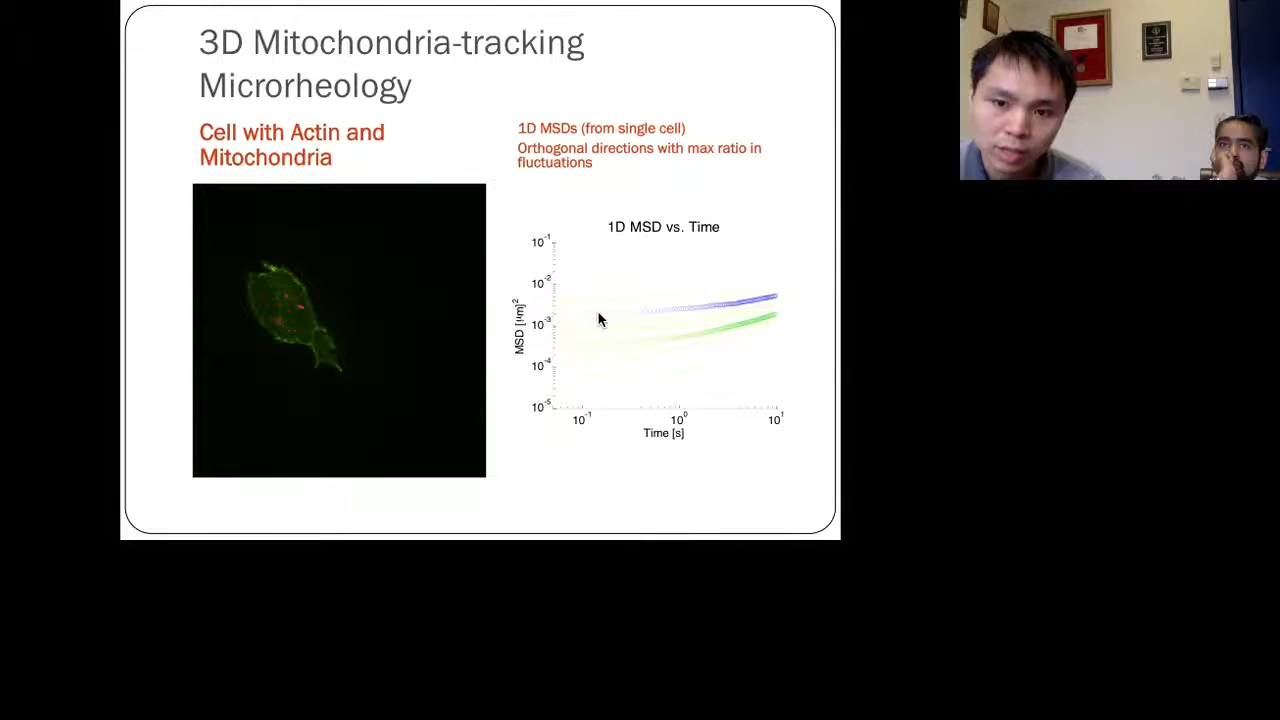 3D Mitochondria-tracking
Microrheology
Cell with Actin and
Mitochondria
1D MSDs (from single cell)
Orthogonal directions with max ratio in
fluctuations
1D MSD vs. Time
MSD [μm]²
10⁻¹
10⁻²
10⁻³
10⁻⁴
10⁻⁵
10⁻¹ 10⁰ 10¹
Time [s]